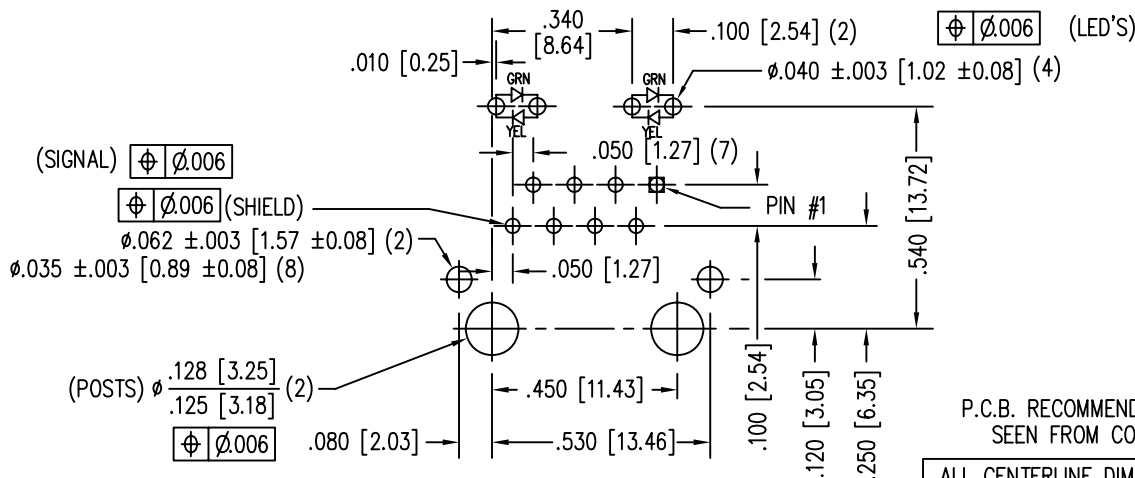 .340
[8.64]
.100 [2.54] (2)
⌖ Ø.006 (LED'S)
.010 [0.25]
GRN
GRN
ø.040 ±.003 [1.02 ±0.08] (4)
YEL
YEL
(SIGNAL) ⌖ Ø.006
.050 [1.27] (7)
⌖ Ø.006 (SHIELD)
PIN #1
ø.062 ±.003 [1.57 ±0.08] (2)
ø.035 ±.003 [0.89 ±0.08] (8)
.050 [1.27]
.540 [13.72]
(POSTS) ø .128 [3.25] (2)
.125 [3.18]
⌖ Ø.006
.450 [11.43]
.080 [2.03]
.530 [13.46]
.100 [2.54]
.120 [3.05]
.250 [6.35]
P.C.B. RECOMMEND
SEEN FROM CO
ALL CENTERLINE DIM